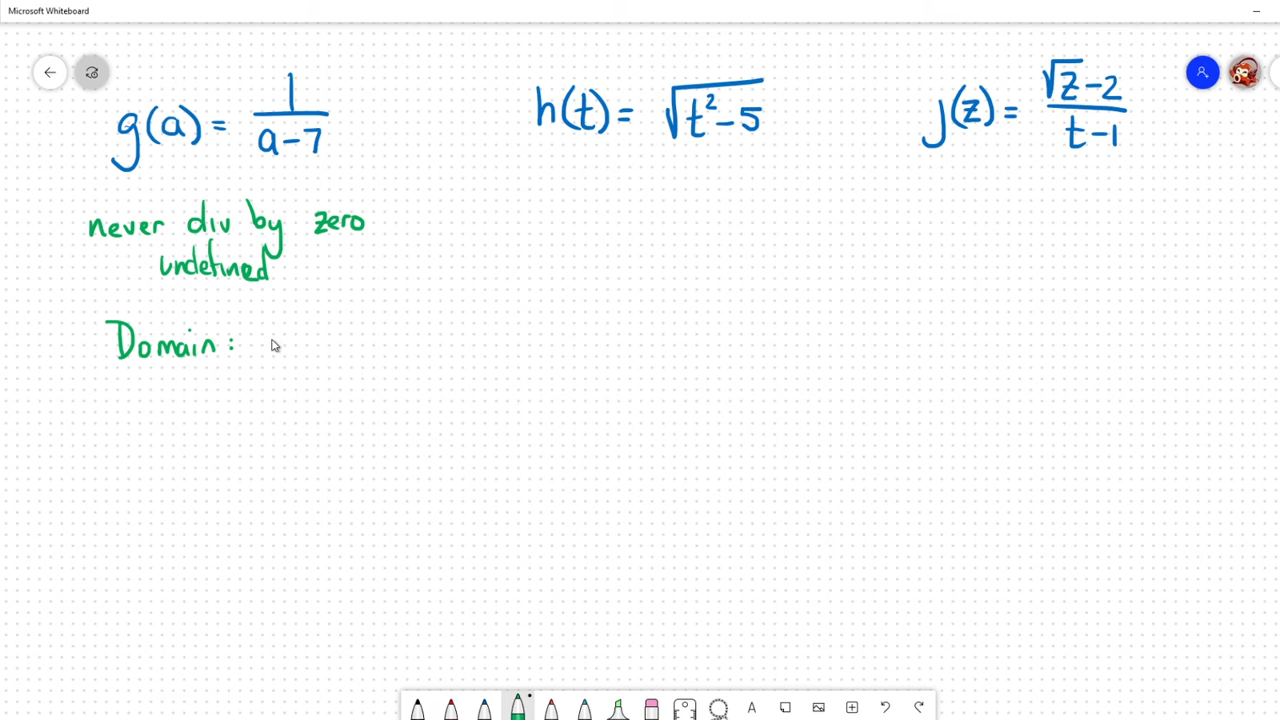 Microsoft Whiteboard
g(a) = 1/(a-7)
h(t) = √(t²-5)
j(z) = (√z-2)/(t-1)
never div by zero
undefined
Domain:
A